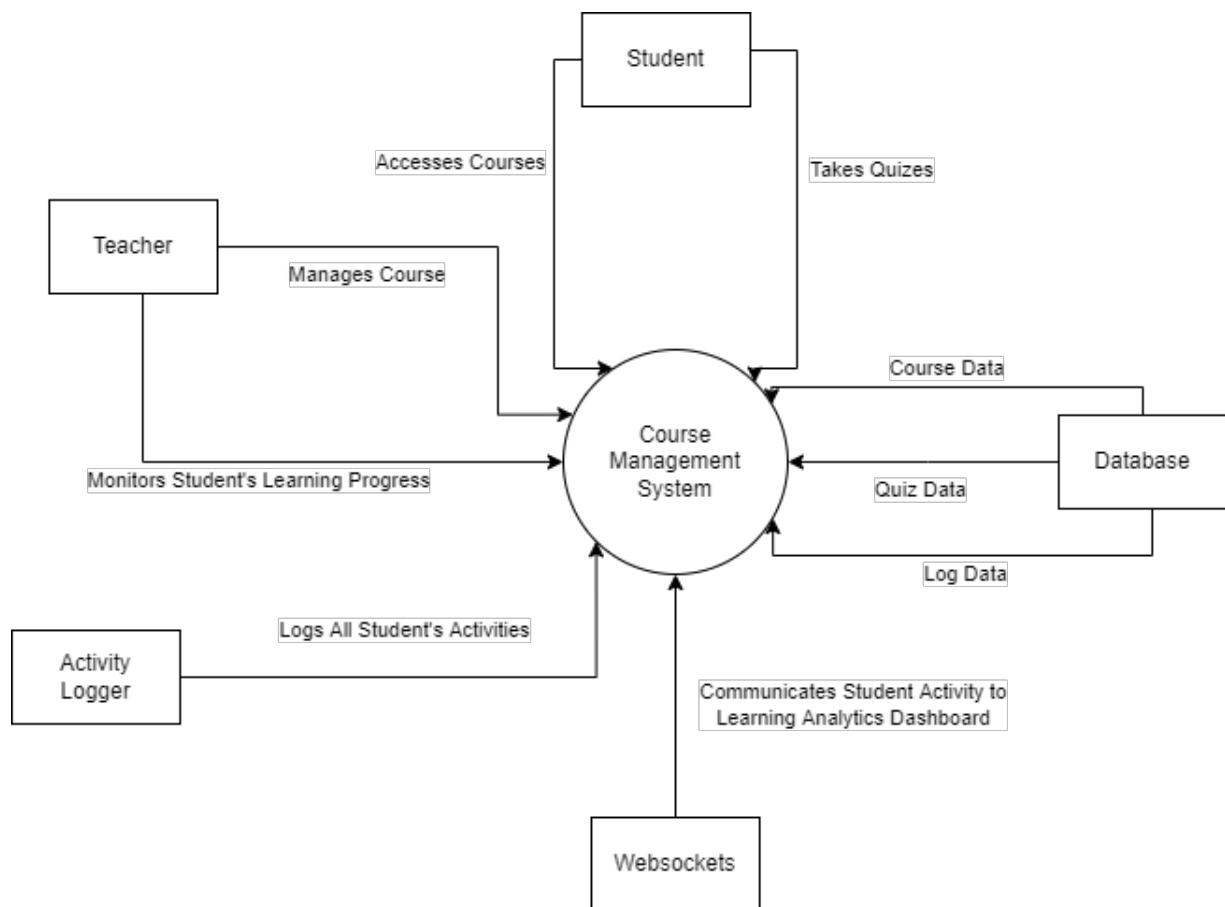 Student
Accesses Courses
Takes Quizes
Teacher
Manages Course
Course Data
Course
Management
System
Database
Monitors Student's Learning Progress
Quiz Data
Log Data
Logs All Student's Activities
Activity
Logger
Communicates Student Activity to
Learning Analytics Dashboard
Websockets